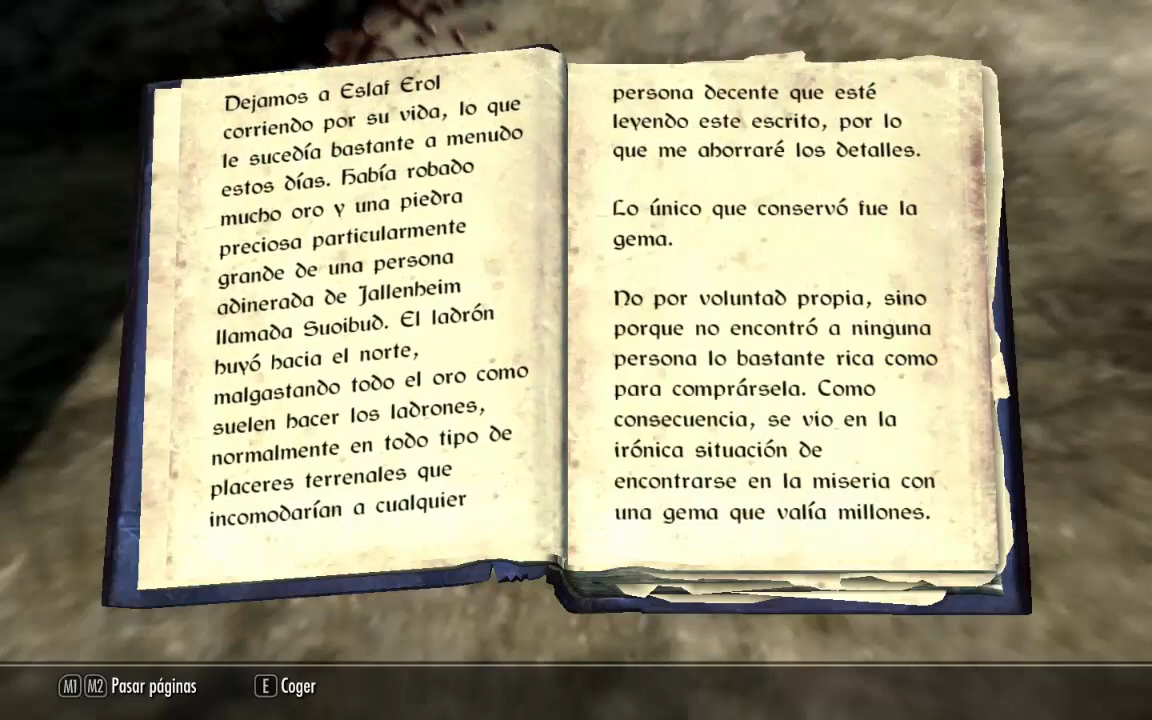 Dejamos a Eslaf Erol
corriendo por su vida, lo que
le sucedía bastante a menudo
estos días. Había robado
mucho oro y una piedra
preciosa particularmente
grande de una persona
adinerada de Jallenheim
llamada Suoibud. El ladrón
huyó hacia el norte,
malgastando todo el oro como
suelen hacer los ladrones,
normalmente en todo tipo de
placeres terrenales que
incomodarían a cualquier
persona decente que esté
leyendo este escrito, por lo
que me ahorraré los detalles.
Lo único que conservó fue la
gema.
No por voluntad propia, sino
porque no encontró a ninguna
persona lo bastante rica como
para comprársela. Como
consecuencia, se vio en la
irónica situación de
encontrarse en la miseria con
una gema que valía millones.
M1 M2 Pasar páginas E Coger